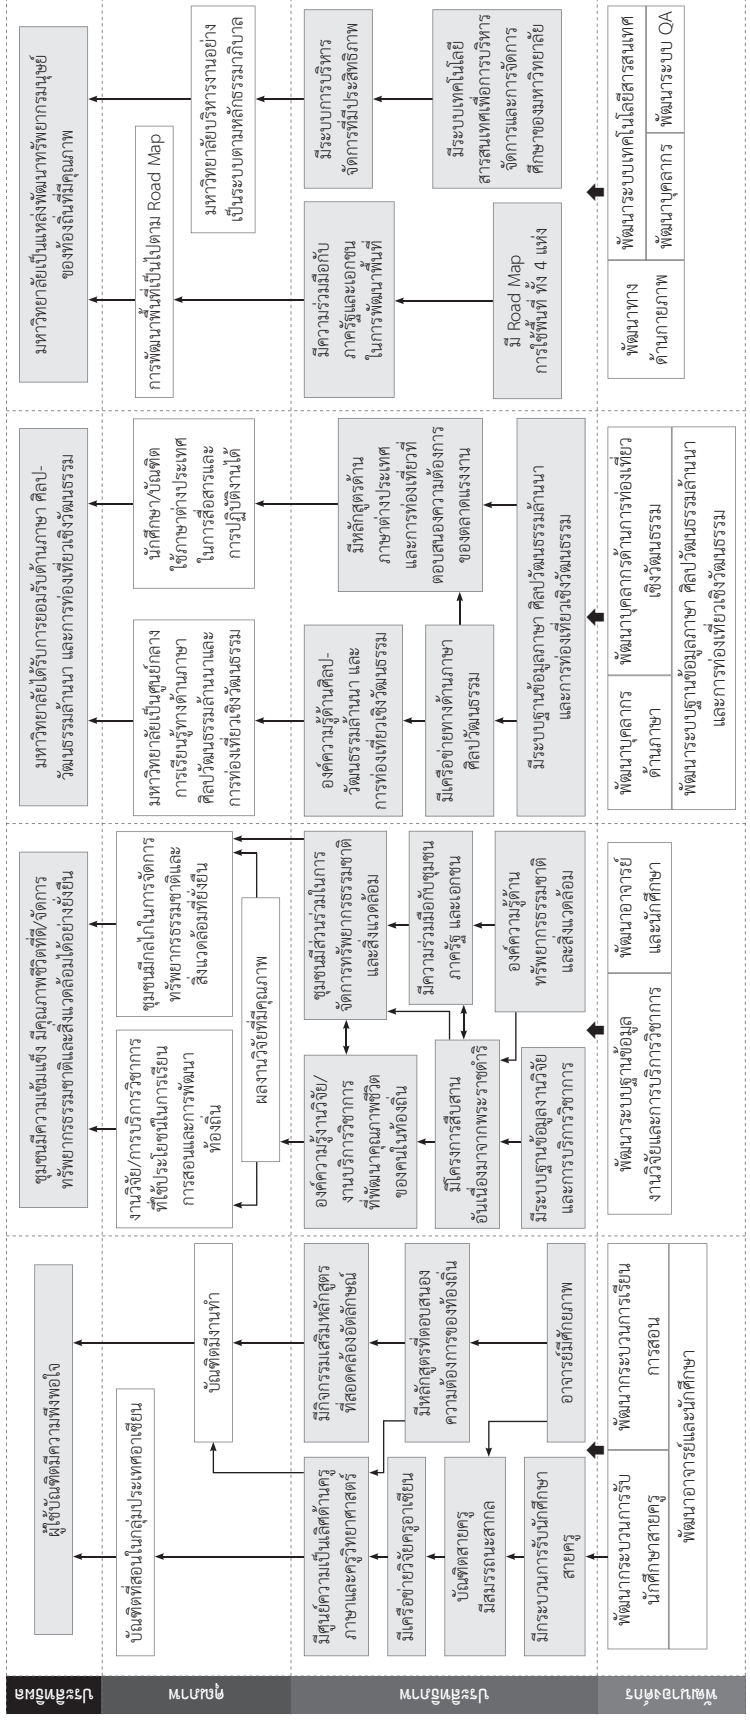 ประสิทธิผล
ผู้ใช้บัณฑิตมีความพึงพอใจ
ชุมชนมีความเข้มแข็ง มีคุณภาพชีวิตที่ดี/จัดการ
ทรัพยากรธรรมชาติและสิ่งแวดล้อมได้อย่างยั่งยืน
มหาวิทยาลัยได้รับการยอมรับด้านภาษา ศิลป-
วัฒนธรรมล้านนา และการท่องเที่ยวเชิงวัฒนธรรม
มหาวิทยาลัยเป็นแหล่งพัฒนาทรัพยากรมนุษย์
ของท้องถิ่นที่มีคุณภาพ
คุณภาพ
บัณฑิตที่สอนในกลุ่มประเทศอาเซียน
บัณฑิตมีงานทำ
งานวิจัย/การบริการวิชาการ
ที่ใช้ประโยชน์ในการเรียน
การสอนและการพัฒนา
ท้องถิ่น
ชุมชนมีกลไกในการจัดการ
ทรัพยากรธรรมชาติและ
สิ่งแวดล้อมที่ยั่งยืน
ผลงานวิจัยที่มีคุณภาพ
มหาวิทยาลัยเป็นศูนย์กลาง
การเรียนรู้ทางด้านภาษา
ศิลปวัฒนธรรมล้านนาและ
การท่องเที่ยวเชิงวัฒนธรรม
นักศึกษา/บัณฑิต
ใช้ภาษาต่างประเทศ
ในการสื่อสารและ
การปฏิบัติงานได้
การพัฒนาพื้นที่เป็นไปตาม Road Map
มหาวิทยาลัยบริหารงานอย่าง
เป็นระบบตามหลักธรรมาภิบาล
ประสิทธิภาพ
มีศูนย์ความเป็นเลิศด้านครู
ภาษาและครูวิทยาศาสตร์
มีเครือข่ายวิจัยครูอาเซียน
บัณฑิตสายครู
มีสมรรถนะสากล
มีกระบวนการรับนักศึกษา
สายครู
มีกิจกรรมเสริมหลักสูตร
ที่สอดคล้องอัตลักษณ์
มีหลักสูตรที่ตอบสนอง
ความต้องการของท้องถิ่น
อาจารย์มีศักยภาพ
องค์ความรู้งานวิจัย/
งานบริการวิชาการ
ที่พัฒนาคุณภาพชีวิต
ของคนในท้องถิ่น
มีโครงการสืบสาน
อันเนื่องมาจากพระราชดำริ
มีระบบฐานข้อมูลงานวิจัย
และการบริการวิชาการ
ชุมชนมีส่วนร่วมในการ
จัดการทรัพยากรธรรมชาติ
และสิ่งแวดล้อม
มีความร่วมมือกับชุมชน
ภาครัฐ และเอกชน
องค์ความรู้ด้าน
ทรัพยากรธรรมชาติ
และสิ่งแวดล้อม
องค์ความรู้ด้านศิลป-
วัฒนธรรมล้านนา และ
การท่องเที่ยวเชิงวัฒนธรรม
มีเครือข่ายทางด้านภาษา
ศิลปวัฒนธรรม
มีหลักสูตรด้าน
ภาษาต่างประเทศ
และการท่องเที่ยวที่
ตอบสนองความต้องการ
ของตลาดแรงงาน
มีระบบฐานข้อมูลภาษา ศิลปวัฒนธรรมล้านนา
และการท่องเที่ยวเชิงวัฒนธรรม
มีความร่วมมือกับ
ภาครัฐและเอกชน
ในการพัฒนาพื้นที่
มี Road Map
การใช้พื้นที่ ทั้ง 4 แห่ง
มีระบบการบริหาร
จัดการที่มีประสิทธิภาพ
มีระบบเทคโนโลยี
สารสนเทศเพื่อการบริหาร
จัดการและการจัดการ
ศึกษาของมหาวิทยาลัย
พัฒนาองค์กร
พัฒนากระบวนการรับ
นักศึกษาสายครู
พัฒนากระบวนการเรียน
การสอน
พัฒนาอาจารย์และนักศึกษา
พัฒนาระบบฐานข้อมูล
งานวิจัยและการบริการวิชาการ
พัฒนาอาจารย์
และนักศึกษา
พัฒนาบุคลากร
ด้านภาษา
พัฒนาบุคลากรด้านการท่องเที่ยว
เชิงวัฒนธรรม
พัฒนาระบบฐานข้อมูลภาษา ศิลปวัฒนธรรมล้านนา
และการท่องเที่ยวเชิงวัฒนธรรม
พัฒนาทาง
ด้านกายภาพ
พัฒนาระบบเทคโนโลยีสารสนเทศ
พัฒนาบุคลากร
พัฒนาระบบ QA